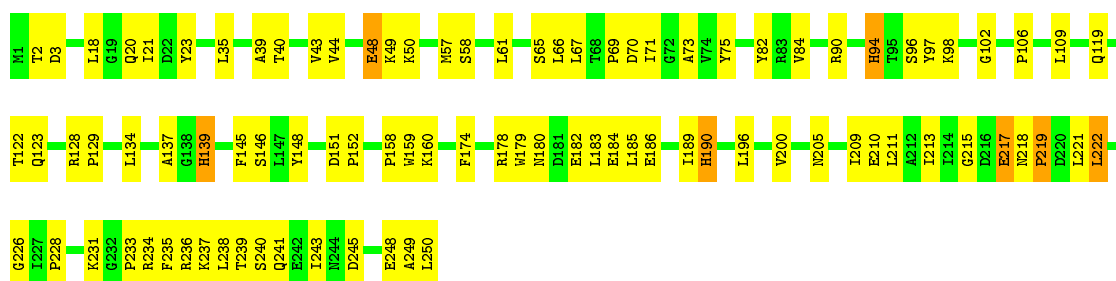 M1 T2 D3 L18 G19 Q20 I21 D22 Y23 L35 A39 T40 V43 V44 E48 K49 K50 M57 S58 L61 S65 L66 L67 T68 P69 D70 I71 G72 A73 V74 Y75 Y82 R83 V84 R90 H94 T95 S96 Y97 K98 G102 P106 L109 Q119
T122 Q123 R128 P129 L134 A137 G138 H139 F145 S146 L147 Y148 D151 P152 P158 W159 K160 F174 R178 W179 N180 D181 E182 L183 E184 L185 E186 I189 H190 L196 V200 N205 I209 E210 L211 A212 I213 I214 G215 D216 E217 N218 P219 D220 L221 L222
G226 I227 P228 K231 G232 P233 R234 F235 R236 K237 L238 T239 S240 Q241 E242 I243 N244 D245 E248 A249 L250